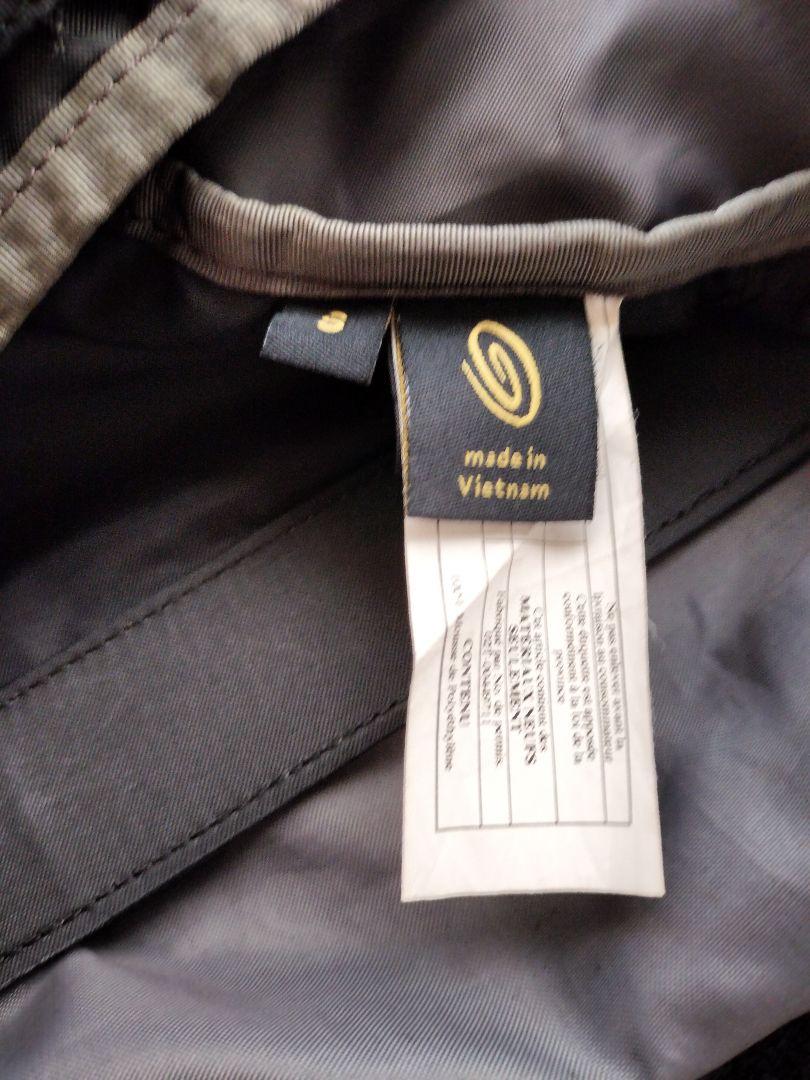 8
made in
Vietnam
Ne pas enlever avant la
livraison au consommateur
Cette étiquette est apposée
conformément à la loi de la
province
Cet article contient des
MATÉRIAUX NEUFS
SEULEMENT
Fabriqué par No. de permis
CONTENU
Mousse de Polyéthylène